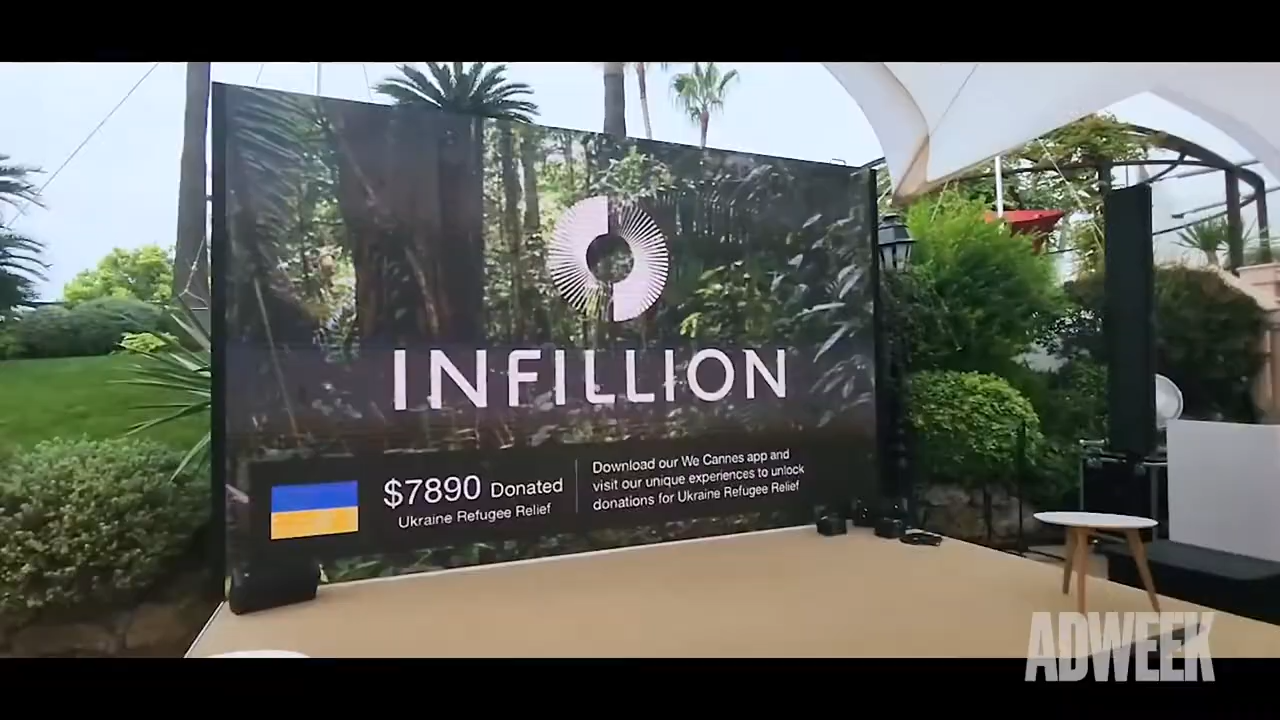 INFILLION
$7890 Donated
Ukraine Refugee Relief
Download our We Cannes app and
visit our unique experiences to unlock
donations for Ukraine Refugee Relief
ADWEEK